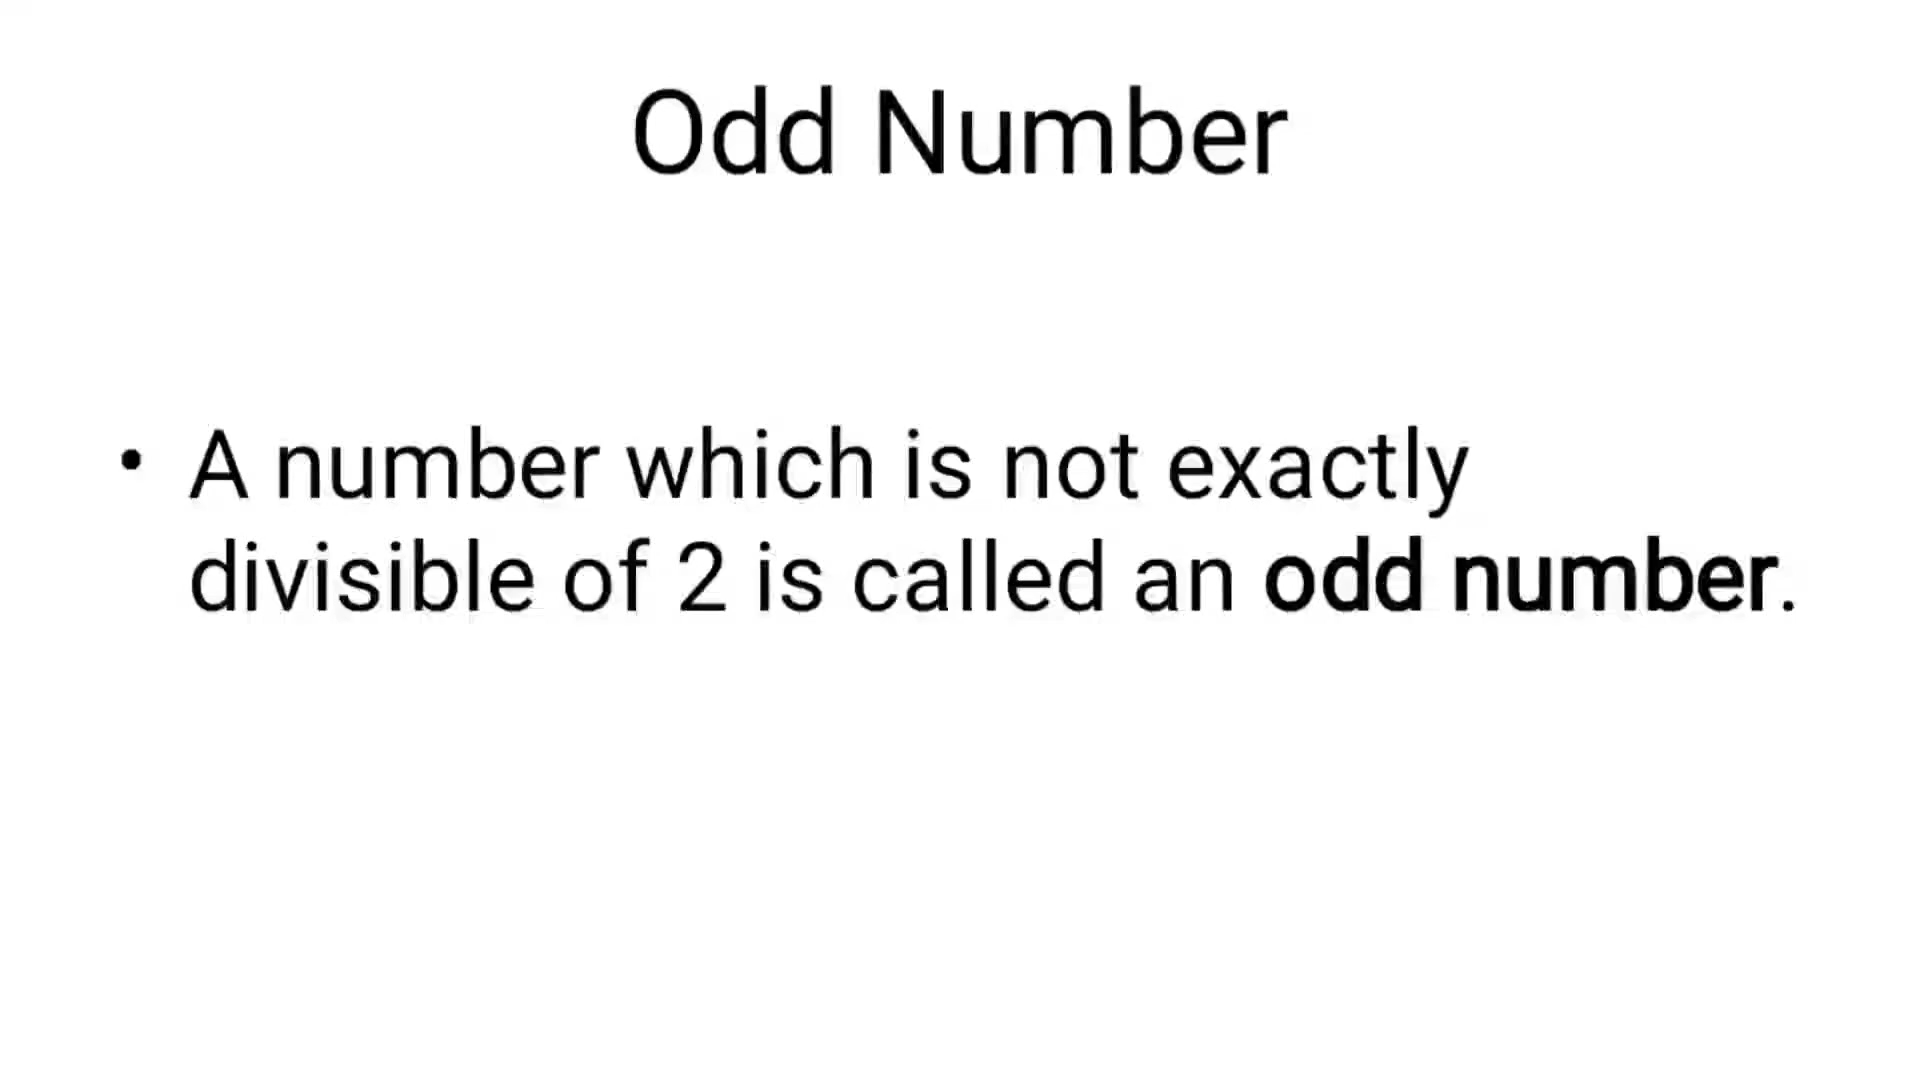 Odd Number
• A number which is not exactly
divisible of 2 is called an odd number.